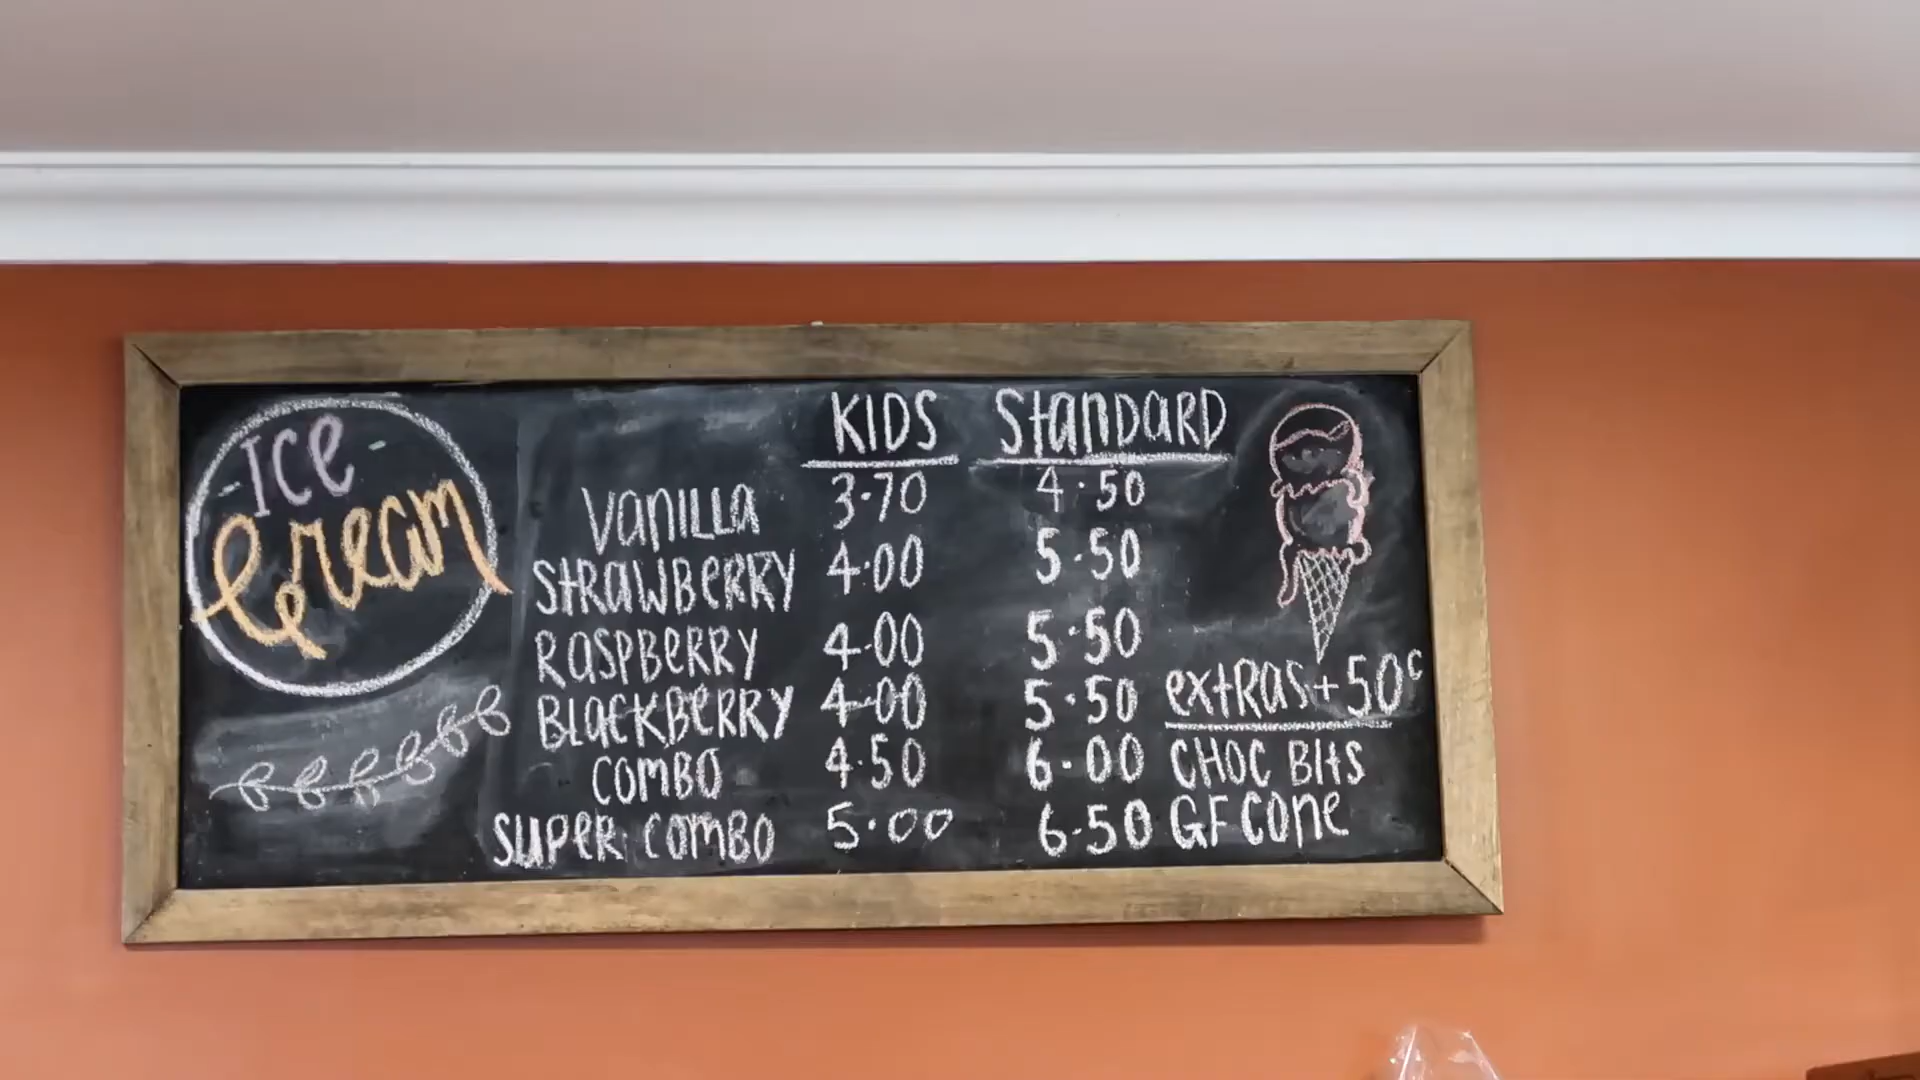 -Ice-
Cream
KIDS STANDARD
VANILLA 3.70 4.50
STRAWBERRY 4.00 5.50
RASPBERRY 4.00 5.50
BLACKBERRY 4.00 5.50
COMBO 4.50 6.00
SUPER COMBO 5.00 6.50
extRas +50c
CHOC Bits
GF CONE